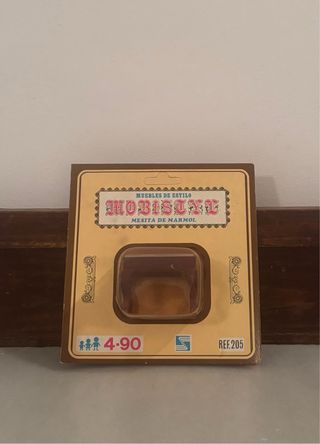 MUEBLES DE ESTILO
MOBISTYL
MESITA DE MARMOL
4-90
REF.205